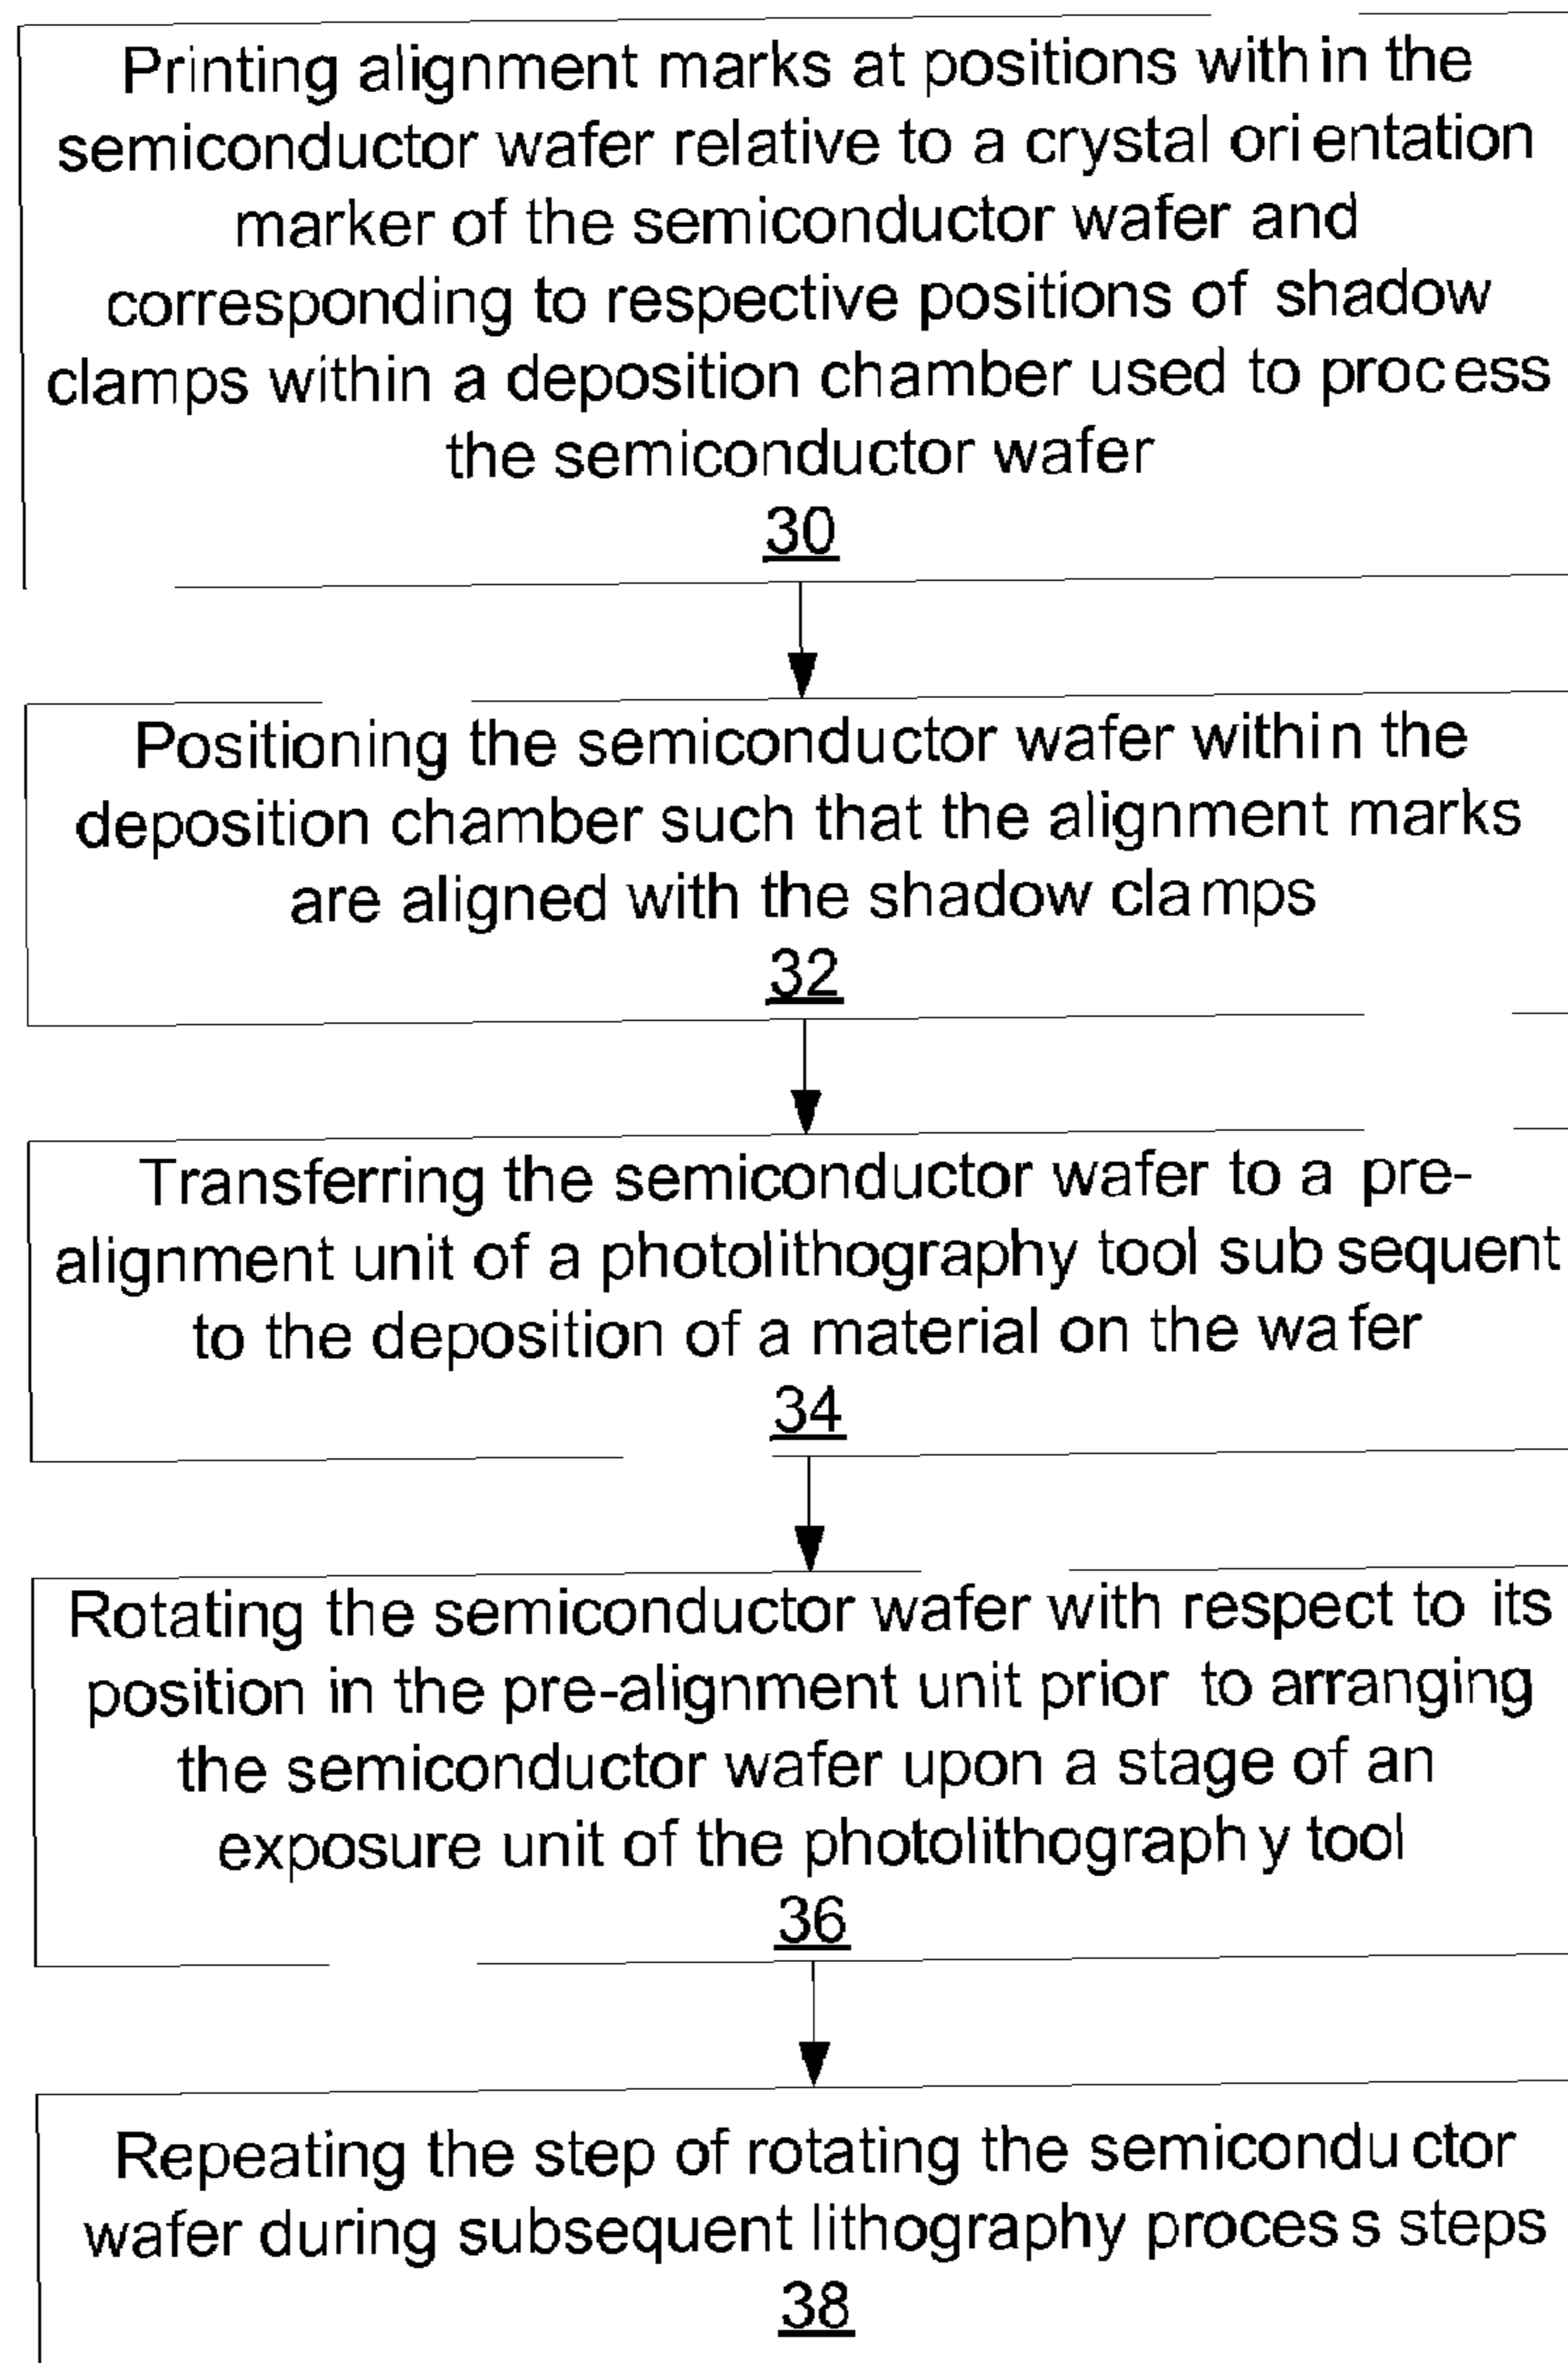 Printing alignment marks at positions within the
semiconductor wafer relative to a crystal orientation
marker of the semiconductor wafer and
corresponding to respective positions of shadow
clamps within a deposition chamber used to process
the semiconductor wafer
30
Positioning the semiconductor wafer within the
deposition chamber such that the alignment marks
are aligned with the shadow clamps
32
Transferring the semiconductor wafer to a pre-
alignment unit of a photolithography tool subsequent
to the deposition of a material on the wafer
34
Rotating the semiconductor wafer with respect to its
position in the pre-alignment unit prior to arranging
the semiconductor wafer upon a stage of an
exposure unit of the photolithography tool
36
Repeating the step of rotating the semiconductor
wafer during subsequent lithography process steps
38